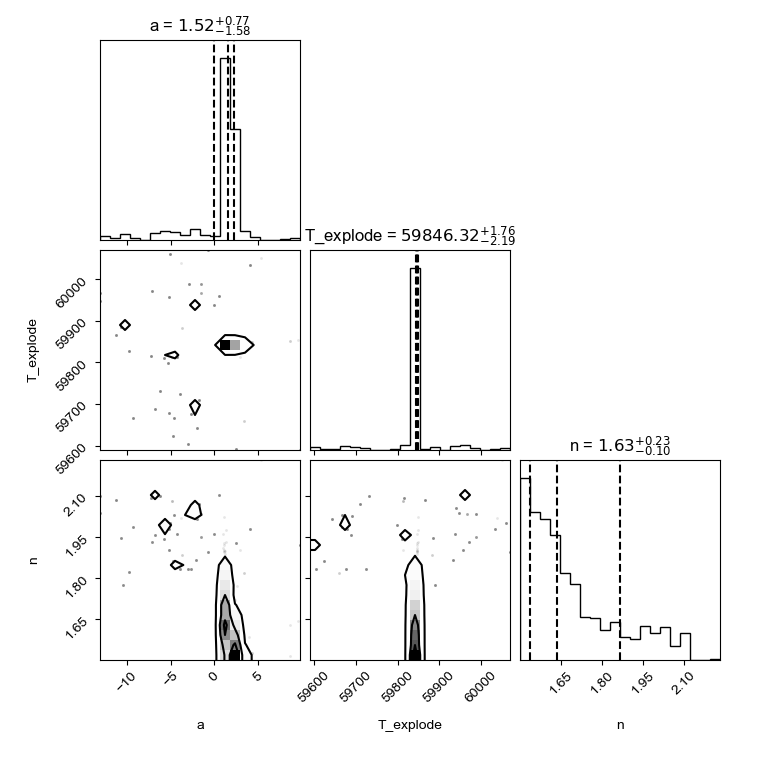 a = 1.52+0.77−1.58
T_explode = 59846.32+1.76−2.19
60000
59900
59800
59700
59600
T_explode
n = 1.63+0.23−0.10
2.10
1.95
1.80
1.65
n
−10
−5
0
5
59600
59700
59800
59900
60000
1.65
1.80
1.95
2.10
a
T_explode
n